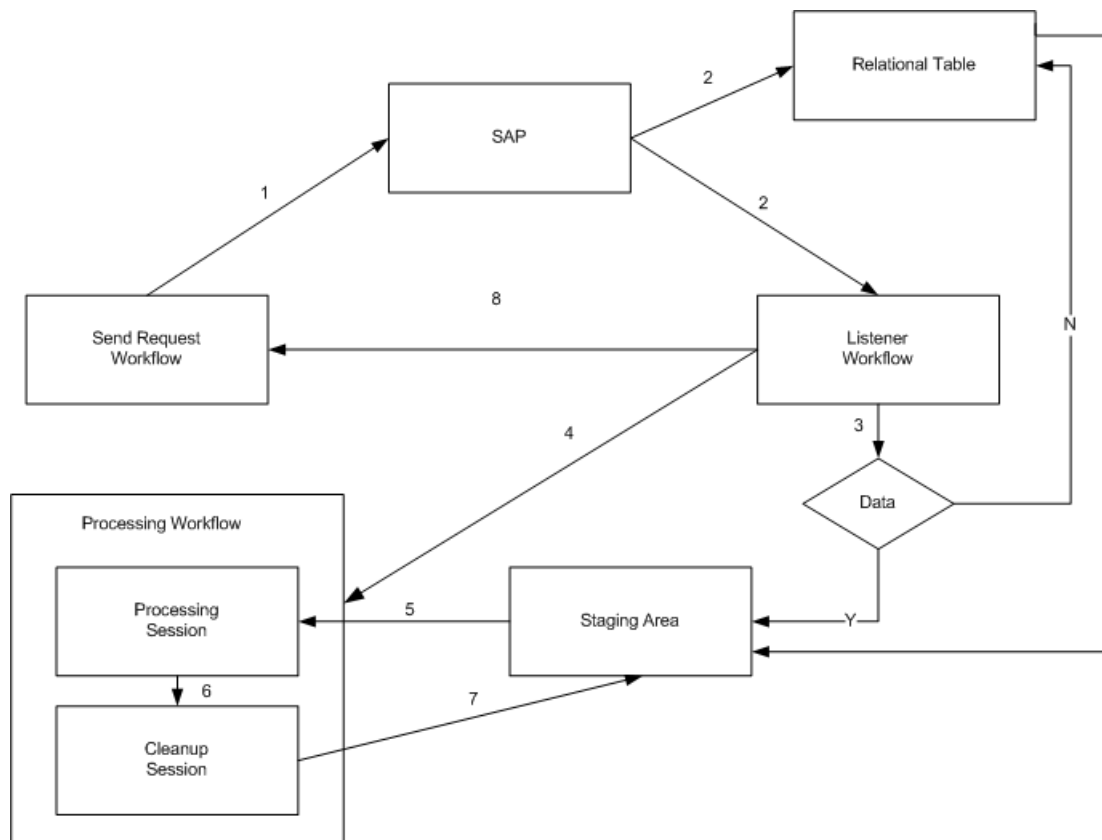 Relational Table
2
SAP
1
2
8
Send Request
Workflow
Listener
Workflow
N
3
4
Data
Processing Workflow
Processing
Session
5
Staging Area
Y
6
7
Cleanup
Session